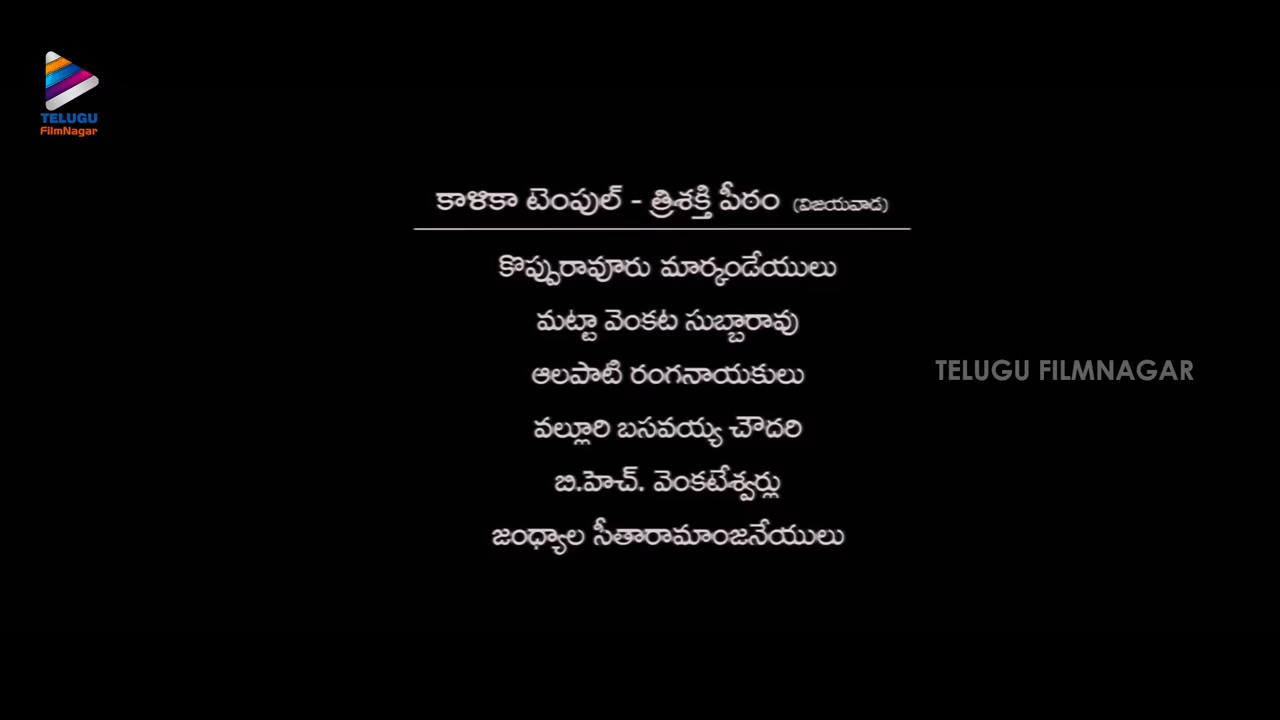 TELUGU
FilmNagar
కాళికా టెంపుల్ - త్రిశక్తి పీఠం (విజయవాడ)
కొప్పురావూరు మార్కండేయులు
మట్టా వెంకట సుబ్బారావు
TELUGU FILMNAGAR
ఆలపాటి రంగనాయకులు
వల్లూరి బసవయ్య చౌదరి
బి.హెచ్. వెంకటేశ్వర్లు
జంధ్యాల సీతారామాంజనేయులు